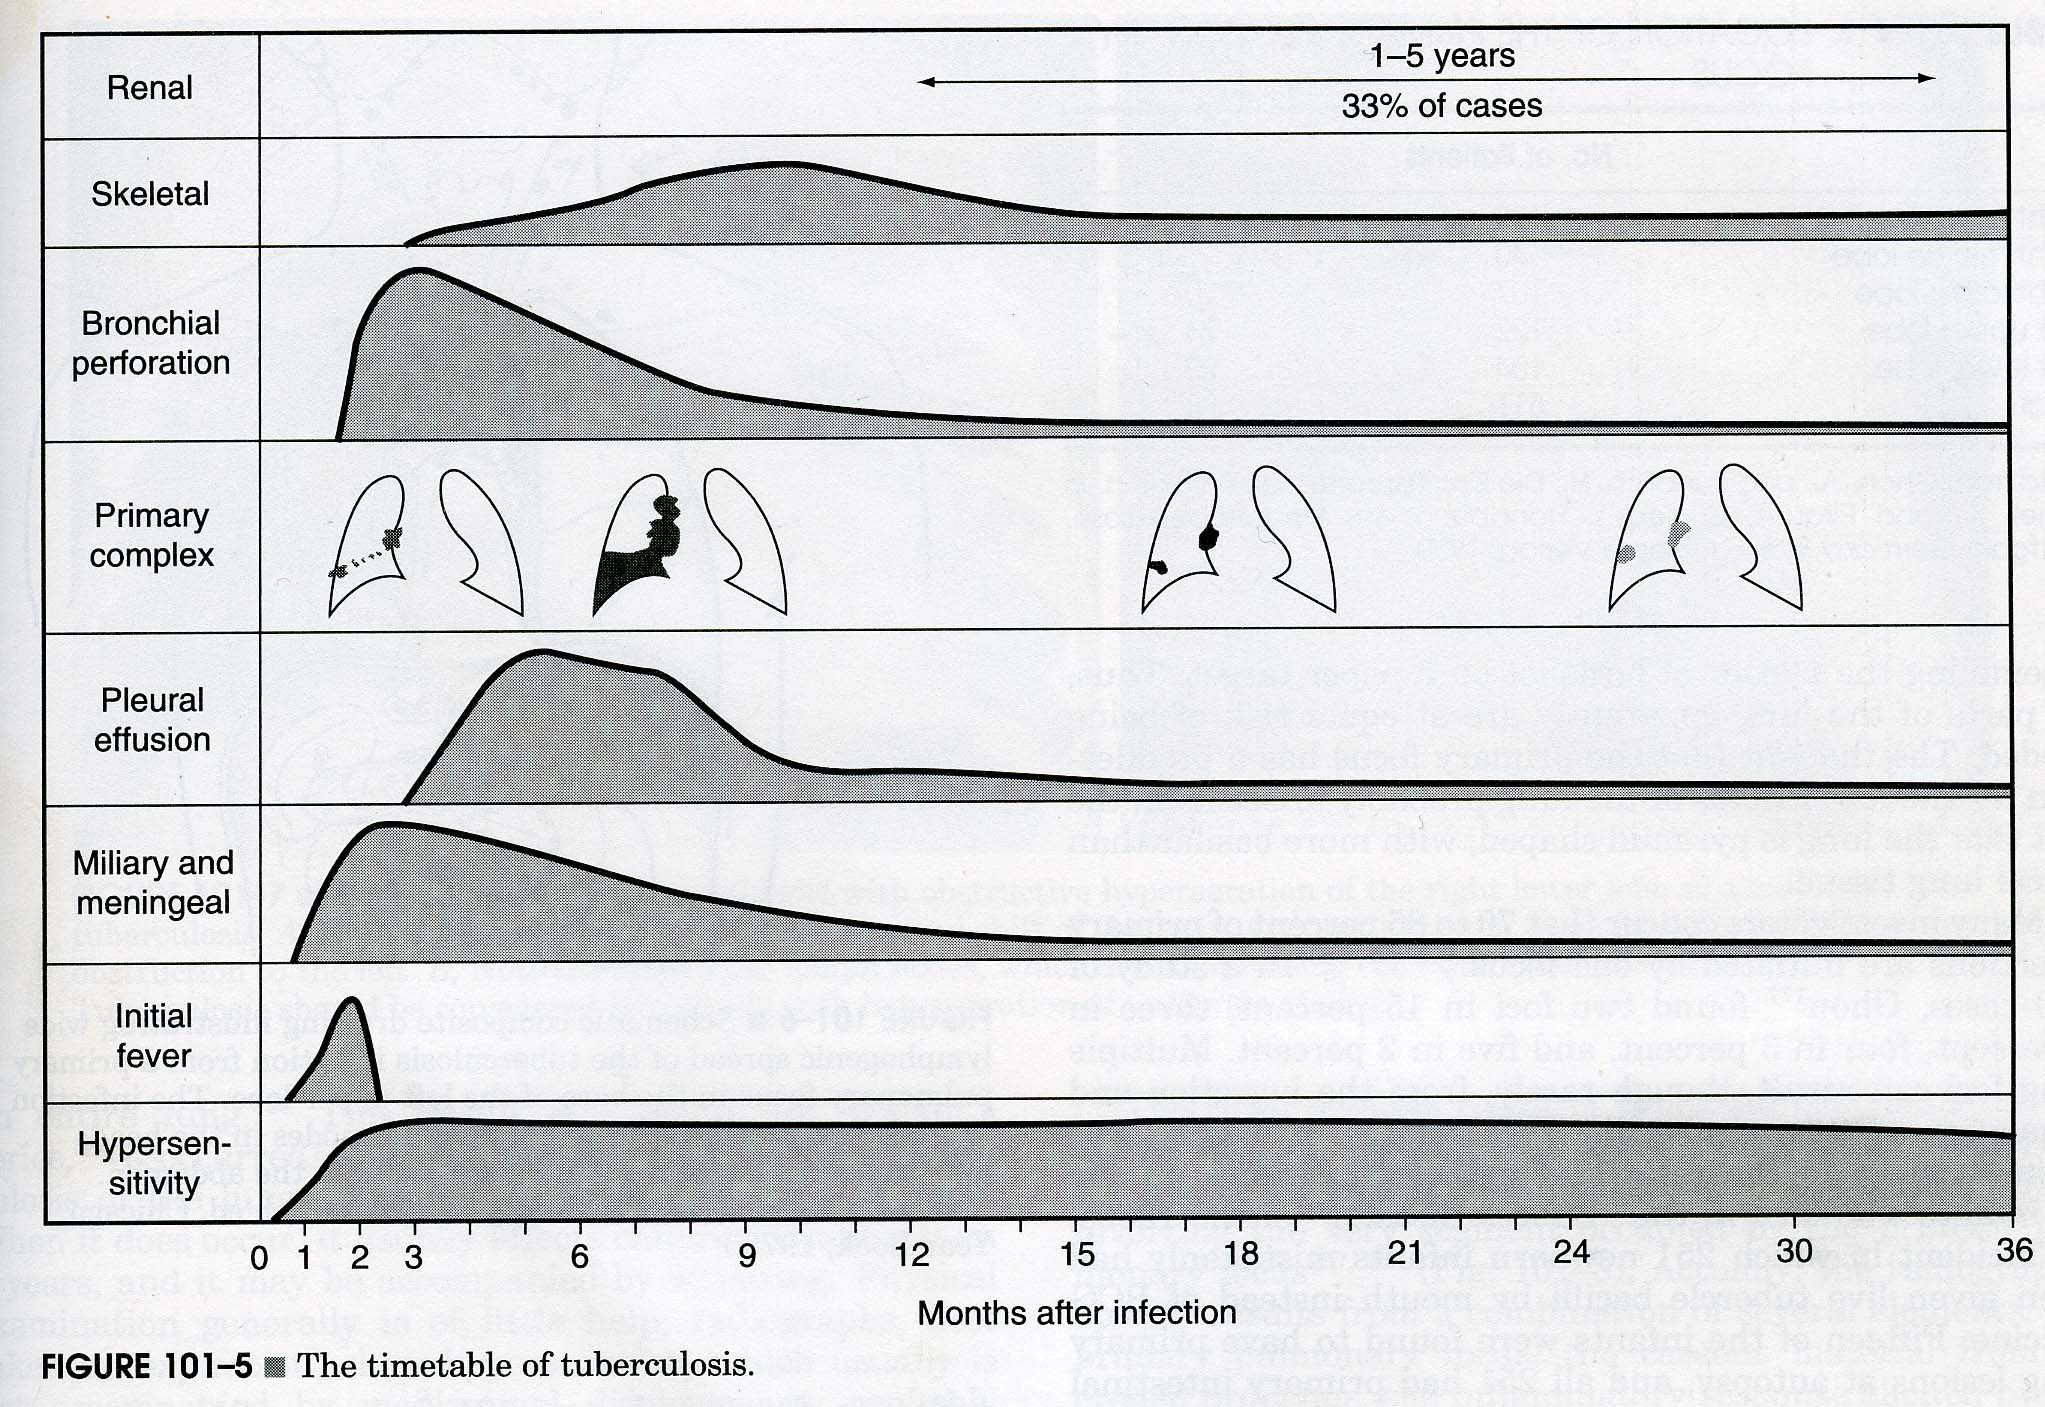 Renal
1–5 years
33% of cases
Skeletal
Bronchial
perforation
Primary
complex
Pleural
effusion
Miliary and
meningeal
Initial
fever
Hypersen-
sitivity
0 1 2 3 6 9 12 15 18 21 24 30 36
Months after infection
FIGURE 101–5 ▩ The timetable of tuberculosis.